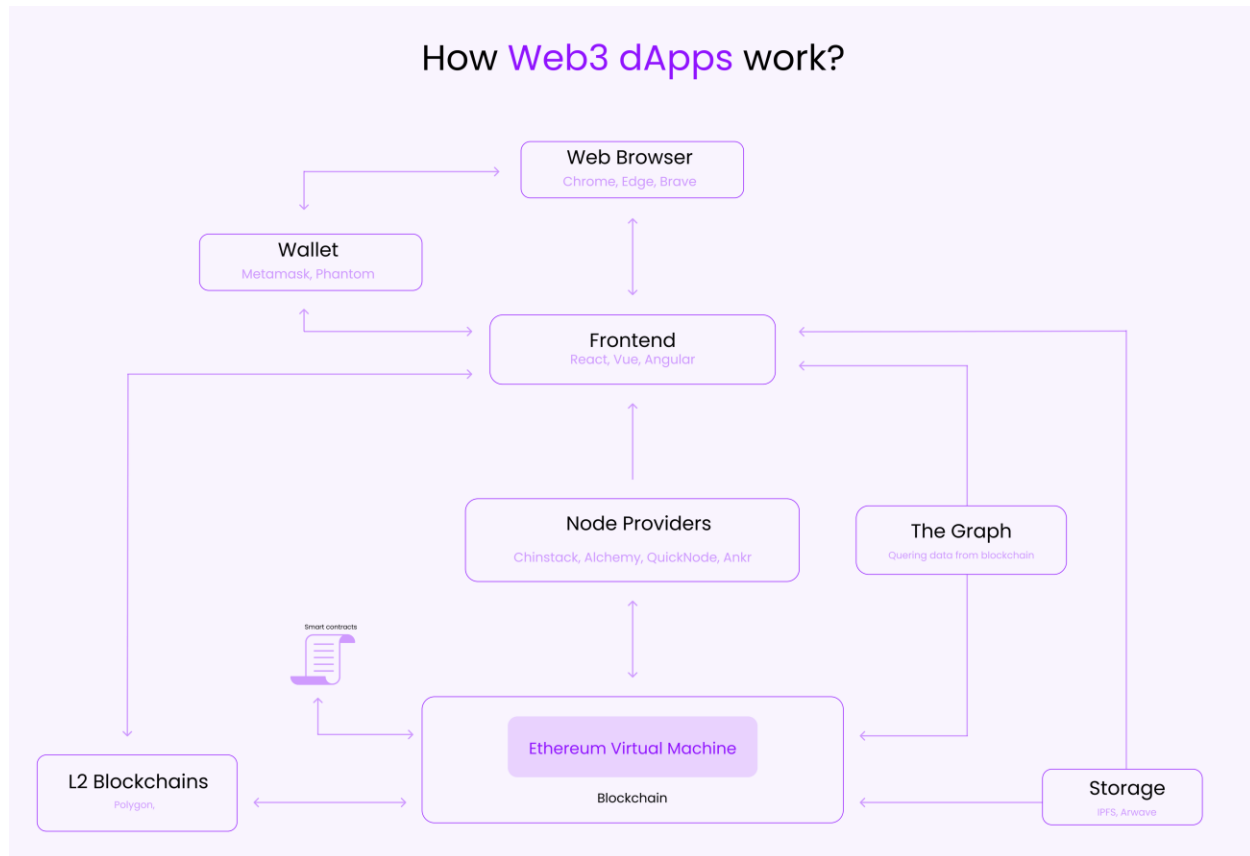 How Web3 dApps work?
Web Browser
Chrome, Edge, Brave
Wallet
Metamask, Phantom
Frontend
React, Vue, Angular
Node Providers
Chinstack, Alchemy, QuickNode, Ankr
The Graph
Quering data from blockchain
Smart contracts
Ethereum Virtual Machine
Blockchain
L2 Blockchains
Polygon,
Storage
IPFS, Arwave